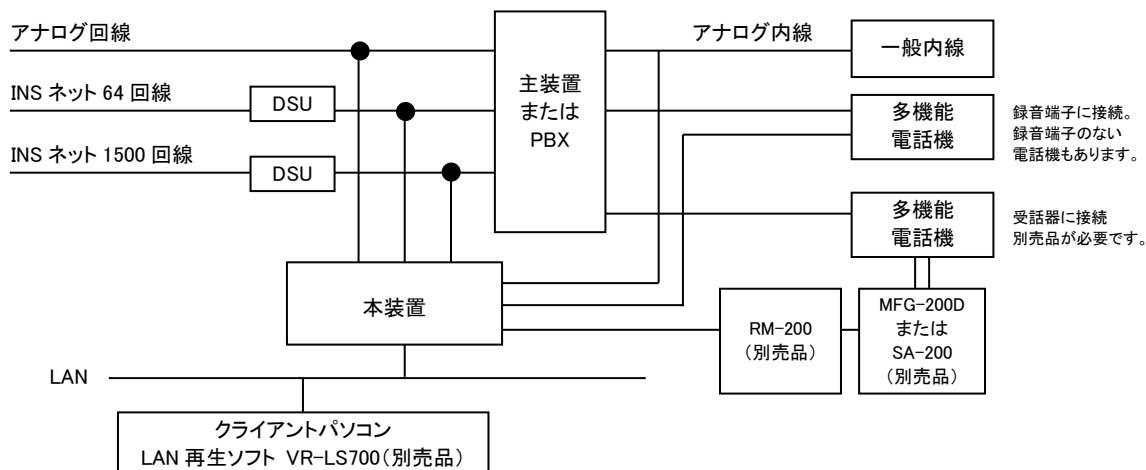 アナログ回線
INS ネット 64 回線
DSU
INS ネット 1500 回線
DSU
主装置
または
PBX
アナログ内線
一般内線
多機能
電話機
録音端子に接続。
録音端子のない
電話機もあります。
多機能
電話機
受話器に接続
別売品が必要です。
本装置
RM-200
(別売品)
MFG-200D
または
SA-200
(別売品)
LAN
クライアントパソコン
LAN 再生ソフト VR-LS700(別売品)